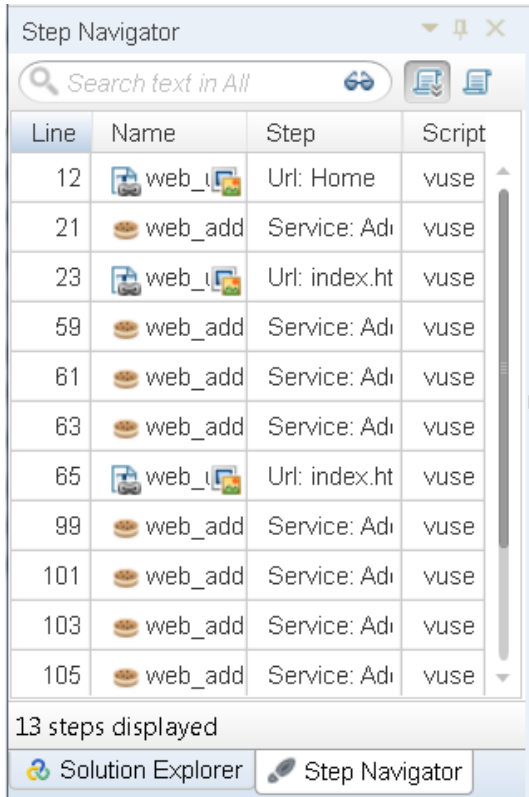 Step Navigator
Search text in All
Line Name Step Script
12 web_u Url: Home vuse
21 web_add Service: Ad vuse
23 web_u Url: index.ht vuse
59 web_add Service: Ad vuse
61 web_add Service: Ad vuse
63 web_add Service: Ad vuse
65 web_u Url: index.ht vuse
99 web_add Service: Ad vuse
101 web_add Service: Ad vuse
103 web_add Service: Ad vuse
105 web_add Service: Ad vuse
13 steps displayed
Solution Explorer Step Navigator